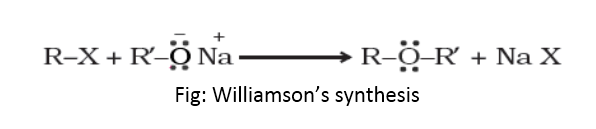 R–X + R′–Ö̤⁻ Na⁺ ⟶ R–Ö̤–R′ + Na X
Fig: Williamson’s synthesis